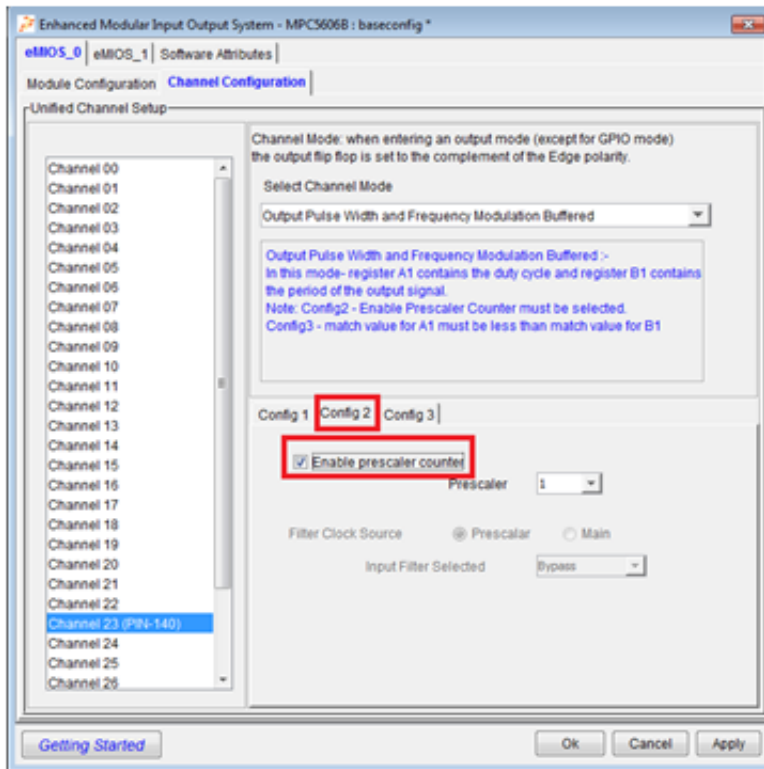 Enhanced Modular Input Output System - MPC5606B : baseconfig *
eMIOS_0 eMIOS_1 Software Attributes
Module Configuration Channel Configuration
Unified Channel Setup
Channel 00
Channel 01
Channel 02
Channel 03
Channel 04
Channel 05
Channel 06
Channel 07
Channel 08
Channel 09
Channel 10
Channel 11
Channel 12
Channel 13
Channel 14
Channel 15
Channel 16
Channel 17
Channel 18
Channel 19
Channel 20
Channel 21
Channel 22
Channel 23 (PIN-140)
Channel 24
Channel 25
Channel 26
Channel Mode: when entering an output mode (except for GPIO mode)
the output flip flop is set to the complement of the Edge polarity.
Select Channel Mode
Output Pulse Width and Frequency Modulation Buffered
Output Pulse Width and Frequency Modulation Buffered :-
In this mode- register A1 contains the duty cycle and register B1 contains
the period of the output signal.
Note: Config2 - Enable Prescaler Counter must be selected.
Config3 - match value for A1 must be less than match value for B1
Config 1 Config 2 Config 3
Enable prescaler counter
Prescaler 1
Filter Clock Source Prescalar Main
Input Filter Selected Bypass
Getting Started Ok Cancel Apply